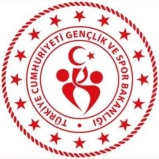 TÜRKİYE CUMHURİYETİ GENÇLİK VE SPOR BAKANLIĞI